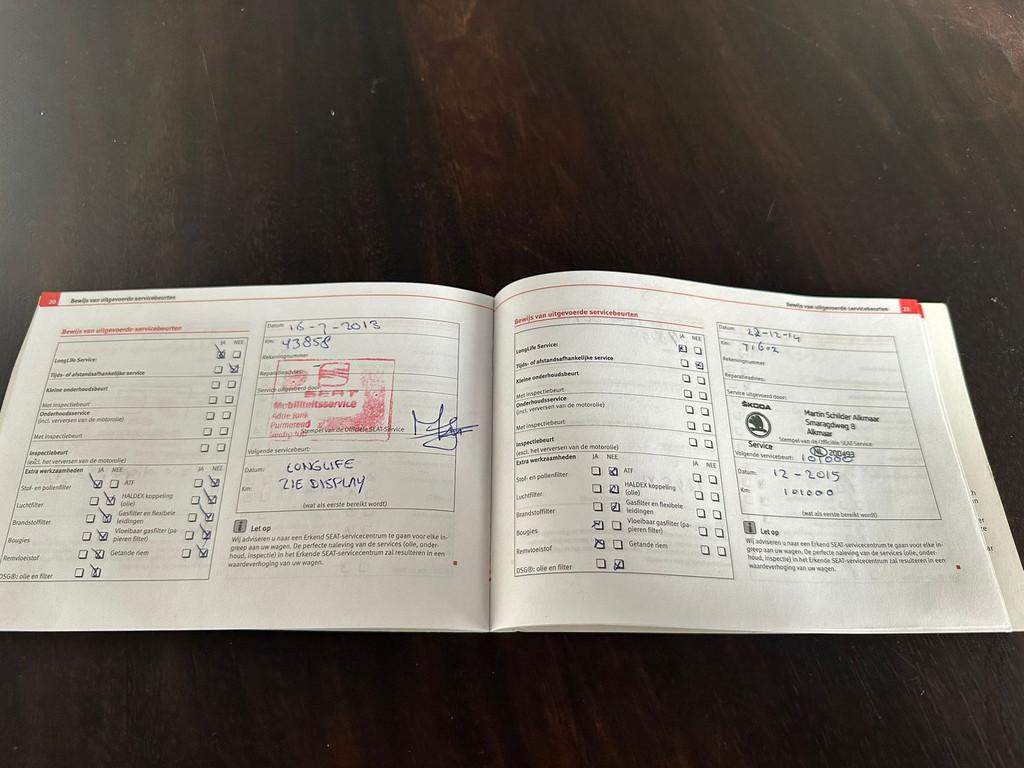 20 Bewijs van uitgevoerde servicebeurten
Bewijs van uitgevoerde servicebeurten
JA NEE
LongLife Service:
Tijds- of afstandsafhankelijke service
Kleine onderhoudsbeurt
Met inspectiebeurt
Onderhoudsservice
(incl. verversen van de motorolie)
Met inspectiebeurt
Inspectiebeurt
(excl. het verversen van de motorolie)
Extra werkzaamheden JA NEE JA NEE
Stof- en pollenfilter ATF
Luchtfilter HALDEX koppeling (olie)
Brandstoffilter Gasfilter en flexibele leidingen
Bougies Vloeibaar gasfilter (papieren filter)
Remvloeistof Getande riem
DSG®: olie en filter
Datum: 16-7-2013
Km: 43858
Rekeningnummer
Reparatieadvies:
Service uitgevoerd door:
SEAT
Mobiliteitsservice
Purmerend
Stempel van de Officiële SEAT-Service
Volgende servicebeurt:
Datum: LONGLIFE
Km: ZIE DISPLAY
(wat als eerste bereikt wordt)
Let op
Wij adviseren u naar een Erkend SEAT-servicecentrum te gaan voor elke in-
greep aan uw wagen. De perfecte naleving van de services (olie, onder-
houd, inspectie) in het Erkende SEAT-servicecentrum zal resulteren in een
waardeverhoging van uw wagen.
Bewijs van uitgevoerde servicebeurten 21
Bewijs van uitgevoerde servicebeurten
JA NEE
LongLife Service:
Tijds- of afstandsafhankelijke service
Kleine onderhoudsbeurt
Met inspectiebeurt
Onderhoudsservice
(incl. verversen van de motorolie)
Met inspectiebeurt
Inspectiebeurt
(excl. het verversen van de motorolie)
Extra werkzaamheden JA NEE JA NEE
Stof- en pollenfilter ATF
Luchtfilter HALDEX koppeling (olie)
Brandstoffilter Gasfilter en flexibele leidingen
Bougies Vloeibaar gasfilter (papieren filter)
Remvloeistof Getande riem
DSG®: olie en filter
Datum: 22-12-14
Km: 71602
Rekeningnummer
Reparatieadvies:
Service uitgevoerd door:
ŠKODA
Service
Martin Schilder Alkmaar
Smaragdweg 8
Alkmaar
Stempel van de Officiële SEAT-Service
NL 200493
Volgende servicebeurt: 101000
Datum: 12-2015
Km: 101000
(wat als eerste bereikt wordt)
Let op
Wij adviseren u naar een Erkend SEAT-servicecentrum te gaan voor elke in-
greep aan uw wagen. De perfecte naleving van de services (olie, onder-
houd, inspectie) in het Erkende SEAT-servicecentrum zal resulteren in een
waardeverhoging van uw wagen.